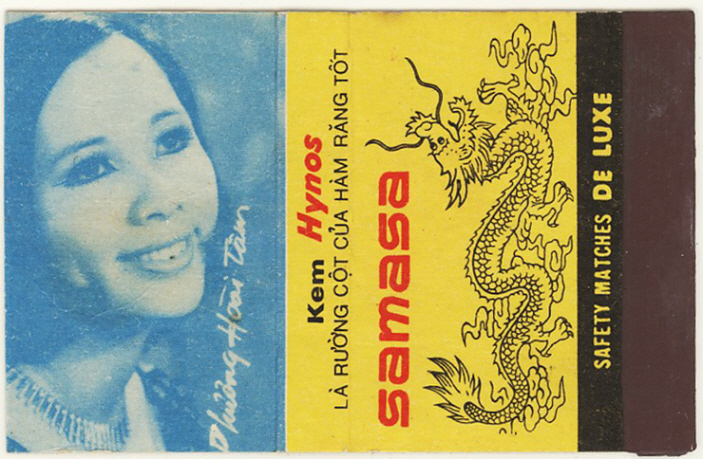 Phương Hoài Tâm
Kem Hynos
LÀ RƯỜNG CỘT CỦA HÀM RĂNG TỐT
samasa
SAFETY MATCHES DE LUXE